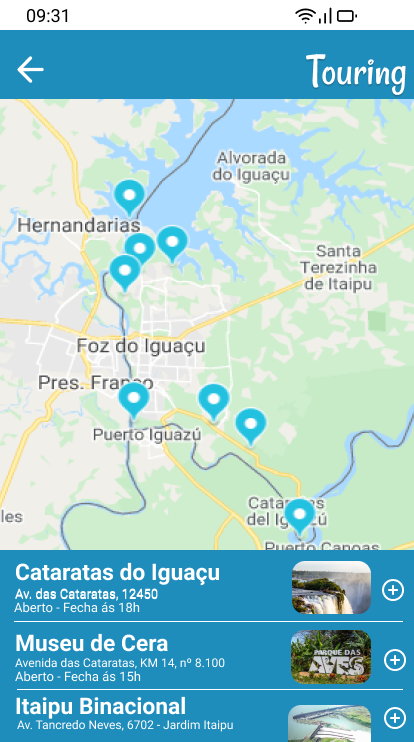 09:31
Touring
Alvorada
do Iguaçu
Hernandarias
Santa
Terezinha
de Itaipu
Foz do Iguaçu
Pres. Franco
Puerto Iguazú
les
Cataratas
del Iguazú
Puerto Canoas
Cataratas do Iguaçu
Av. das Cataratas, 12450
Aberto - Fecha ás 18h
Museu de Cera
Avenida das Cataratas, KM 14, nº 8.100
Aberto - Fecha ás 15h
PARQUE DAS
AVES
Itaipu Binacional
Av. Tancredo Neves, 6702 - Jardim Itaipu